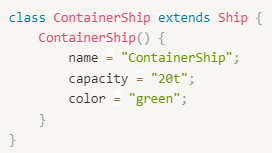 class ContainerShip extends Ship {
    ContainerShip() {
        name = "ContainerShip";
        capacity = "20t";
        color = "green";
    }
}